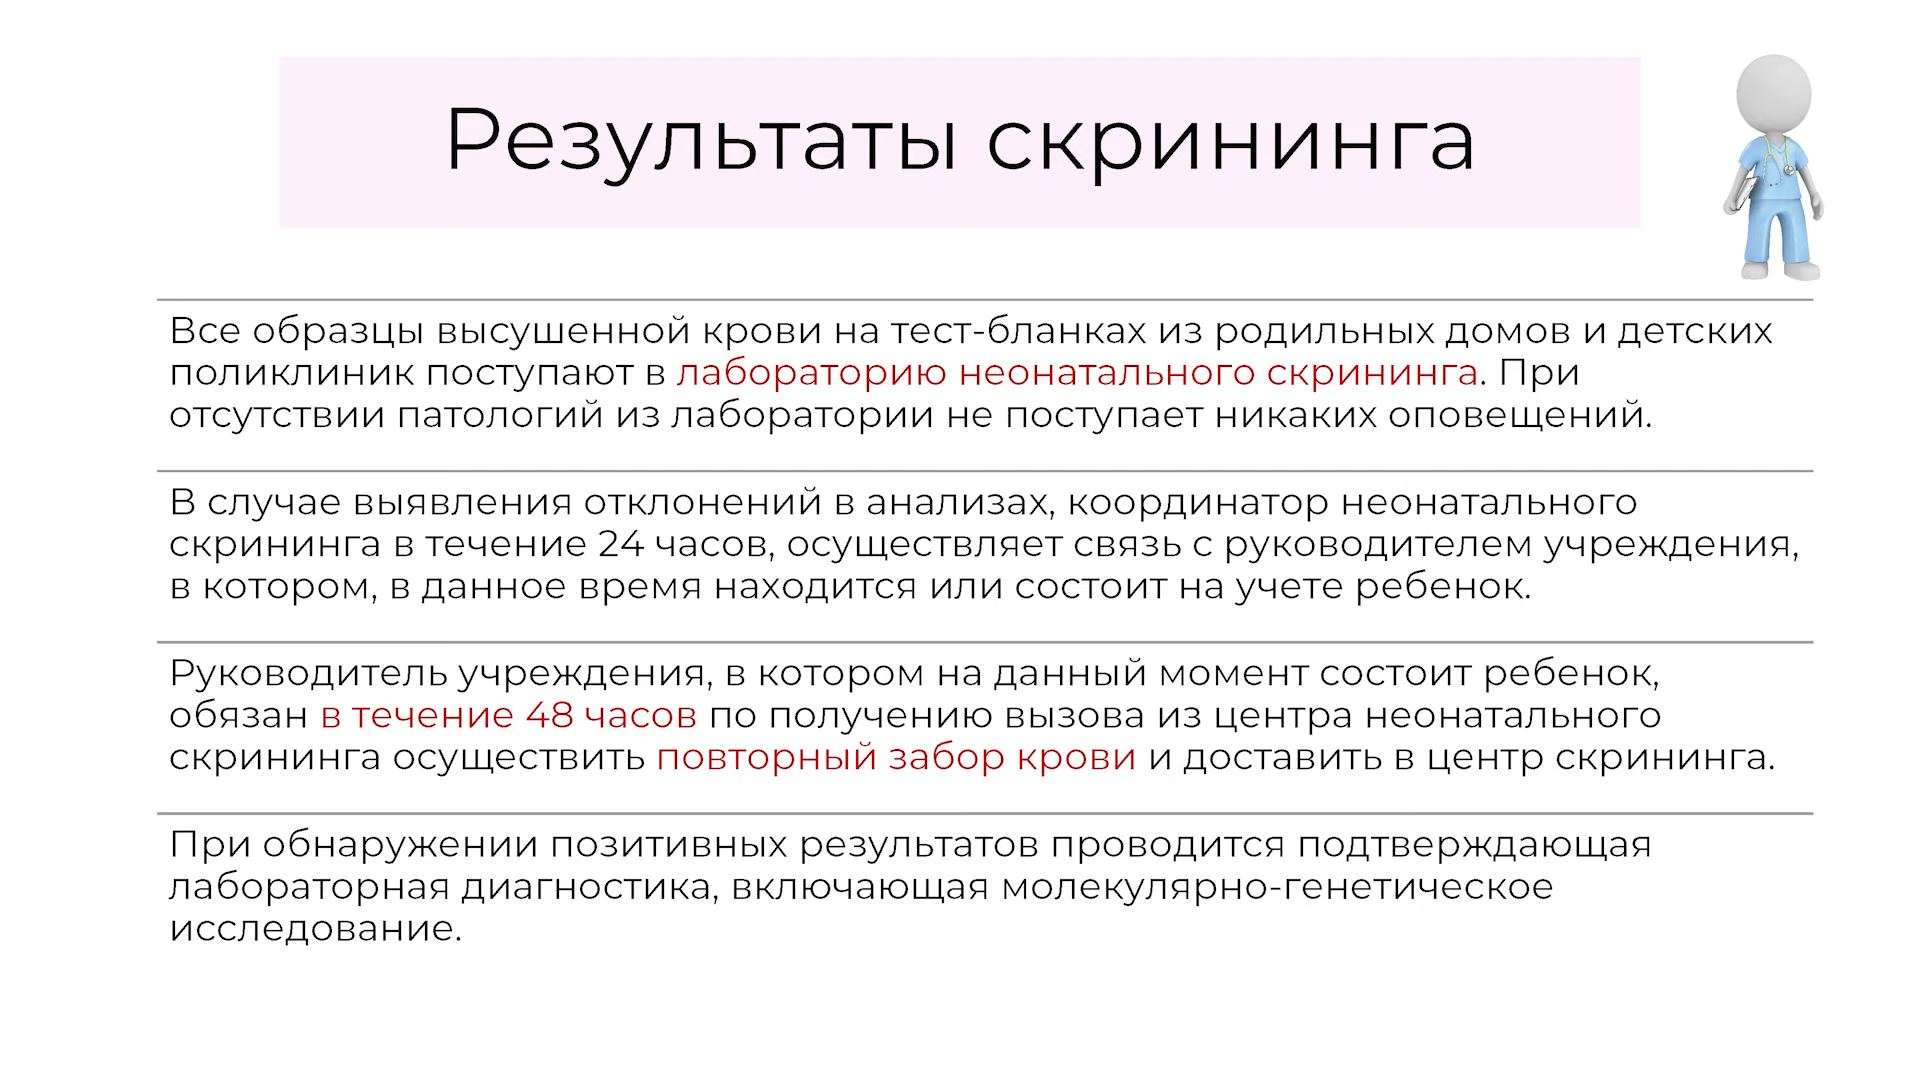 Результаты скрининга
Все образцы высушенной крови на тест-бланках из родильных домов и детских
поликлиник поступают в лабораторию неонатального скрининга. При
отсутствии патологий из лаборатории не поступает никаких оповещений.
В случае выявления отклонений в анализах, координатор неонатального
скрининга в течение 24 часов, осуществляет связь с руководителем учреждения,
в котором, в данное время находится или состоит на учете ребенок.
Руководитель учреждения, в котором на данный момент состоит ребенок,
обязан в течение 48 часов по получению вызова из центра неонатального
скрининга осуществить повторный забор крови и доставить в центр скрининга.
При обнаружении позитивных результатов проводится подтверждающая
лабораторная диагностика, включающая молекулярно-генетическое
исследование.